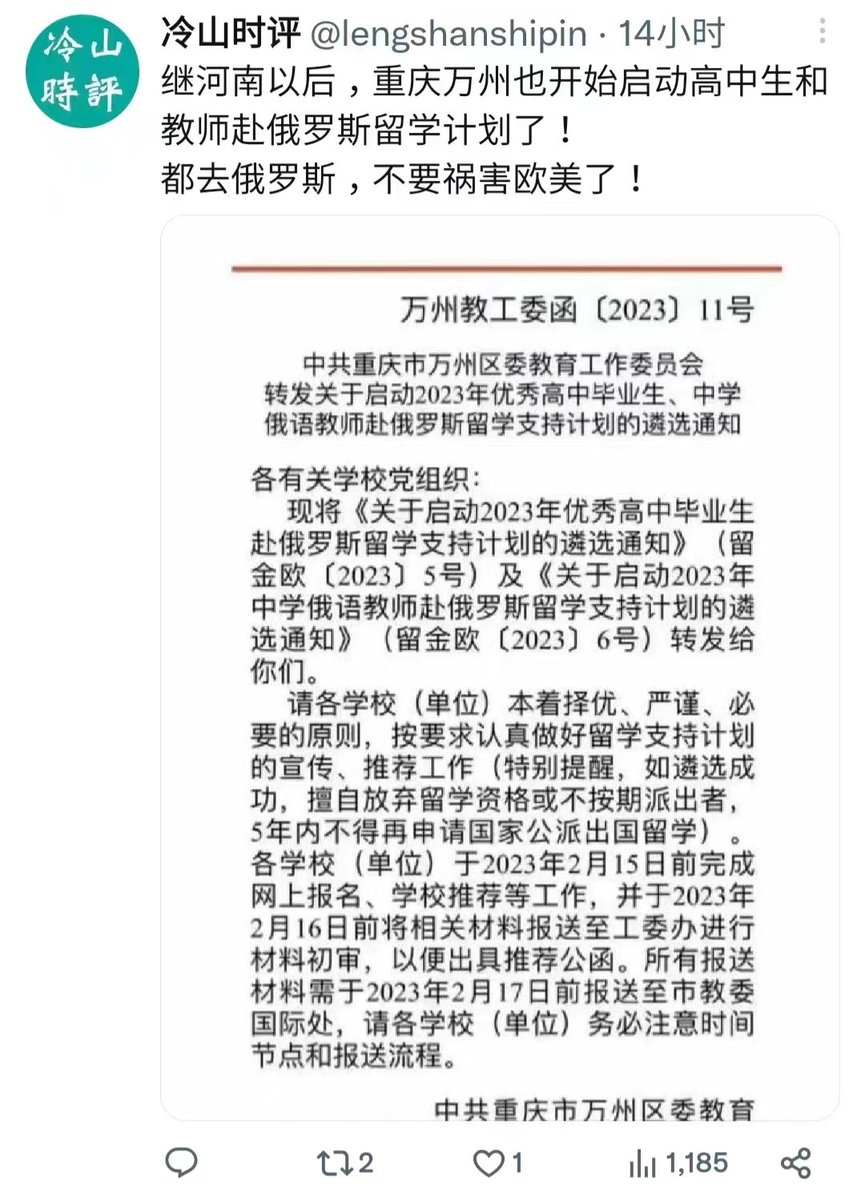 冷山
時評
冷山时评 @lengshanshipin · 14小时
继河南以后，重庆万州也开始启动高中生和
教师赴俄罗斯留学计划了！
都去俄罗斯，不要祸害欧美了！
万州教工委函〔2023〕11号
中共重庆市万州区委教育工作委员会
转发关于启动2023年优秀高中毕业生、中学
俄语教师赴俄罗斯留学支持计划的遴选通知
各有关学校党组织：
现将《关于启动2023年优秀高中毕业生
赴俄罗斯留学支持计划的遴选通知》（留
金欧〔2023〕5号）及《关于启动2023年
中学俄语教师赴俄罗斯留学支持计划的遴
选通知》（留金欧〔2023〕6号）转发给
你们。
请各学校（单位）本着择优、严谨、必
要的原则，按要求认真做好留学支持计划
的宣传、推荐工作（特别提醒，如遴选成
功，擅自放弃留学资格或不按期派出者，
5年内不得再申请国家公派出国留学）。
各学校（单位）于2023年2月15日前完成
网上报名、学校推荐等工作，并于2023年
2月16日前将相关材料报送至工委办进行
材料初审，以便出具推荐公函。所有报送
材料需于2023年2月17日前报送至市教委
国际处，请各学校（单位）务必注意时间
节点和报送流程。
中共重庆市万州区委教育
2 1 1,185